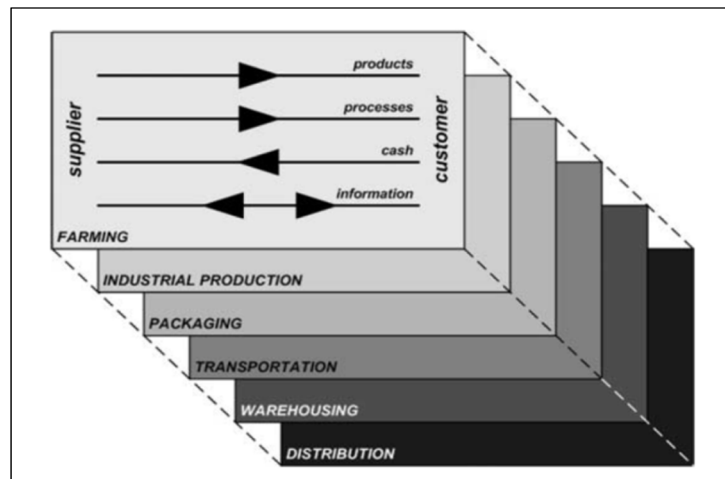 products
processes
cash
information
supplier
customer
FARMING
INDUSTRIAL PRODUCTION
PACKAGING
TRANSPORTATION
WAREHOUSING
DISTRIBUTION